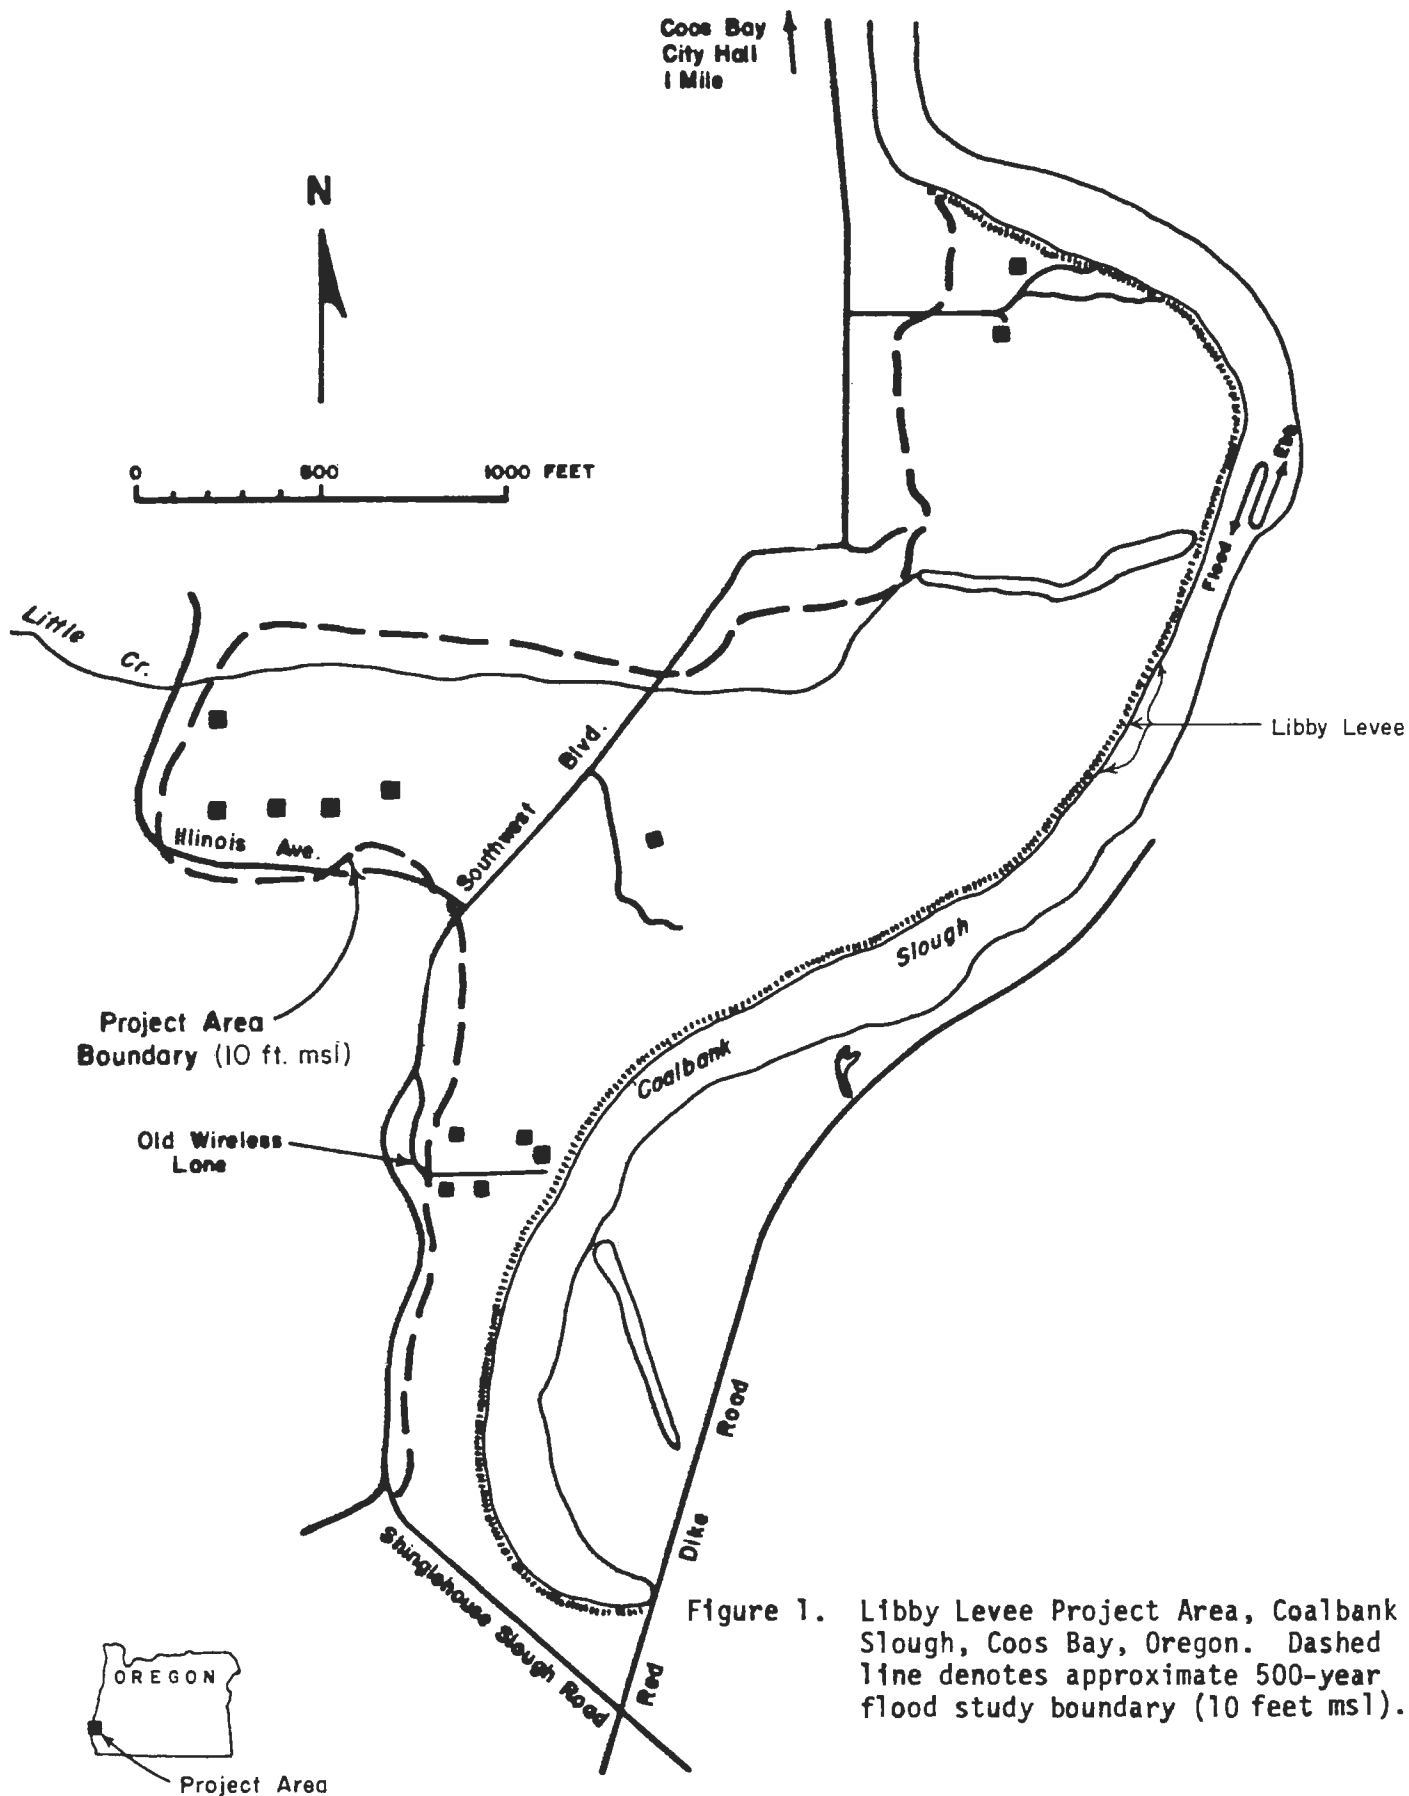 Coos Bay
City Hall
1 Mile
N
0 500 1000 FEET
Ebb
Flood
Little Cr.
Libby Levee
Southwest Blvd.
Illinois Ave.
Slough
Coalbank
Project Area
Boundary (10 ft. msl)
Old Wireless
Lane
Road
Dike
Red
Shinglehouse Slough Road
Figure 1. Libby Levee Project Area, Coalbank
Slough, Coos Bay, Oregon. Dashed
line denotes approximate 500-year
flood study boundary (10 feet msl).
OREGON
Project Area